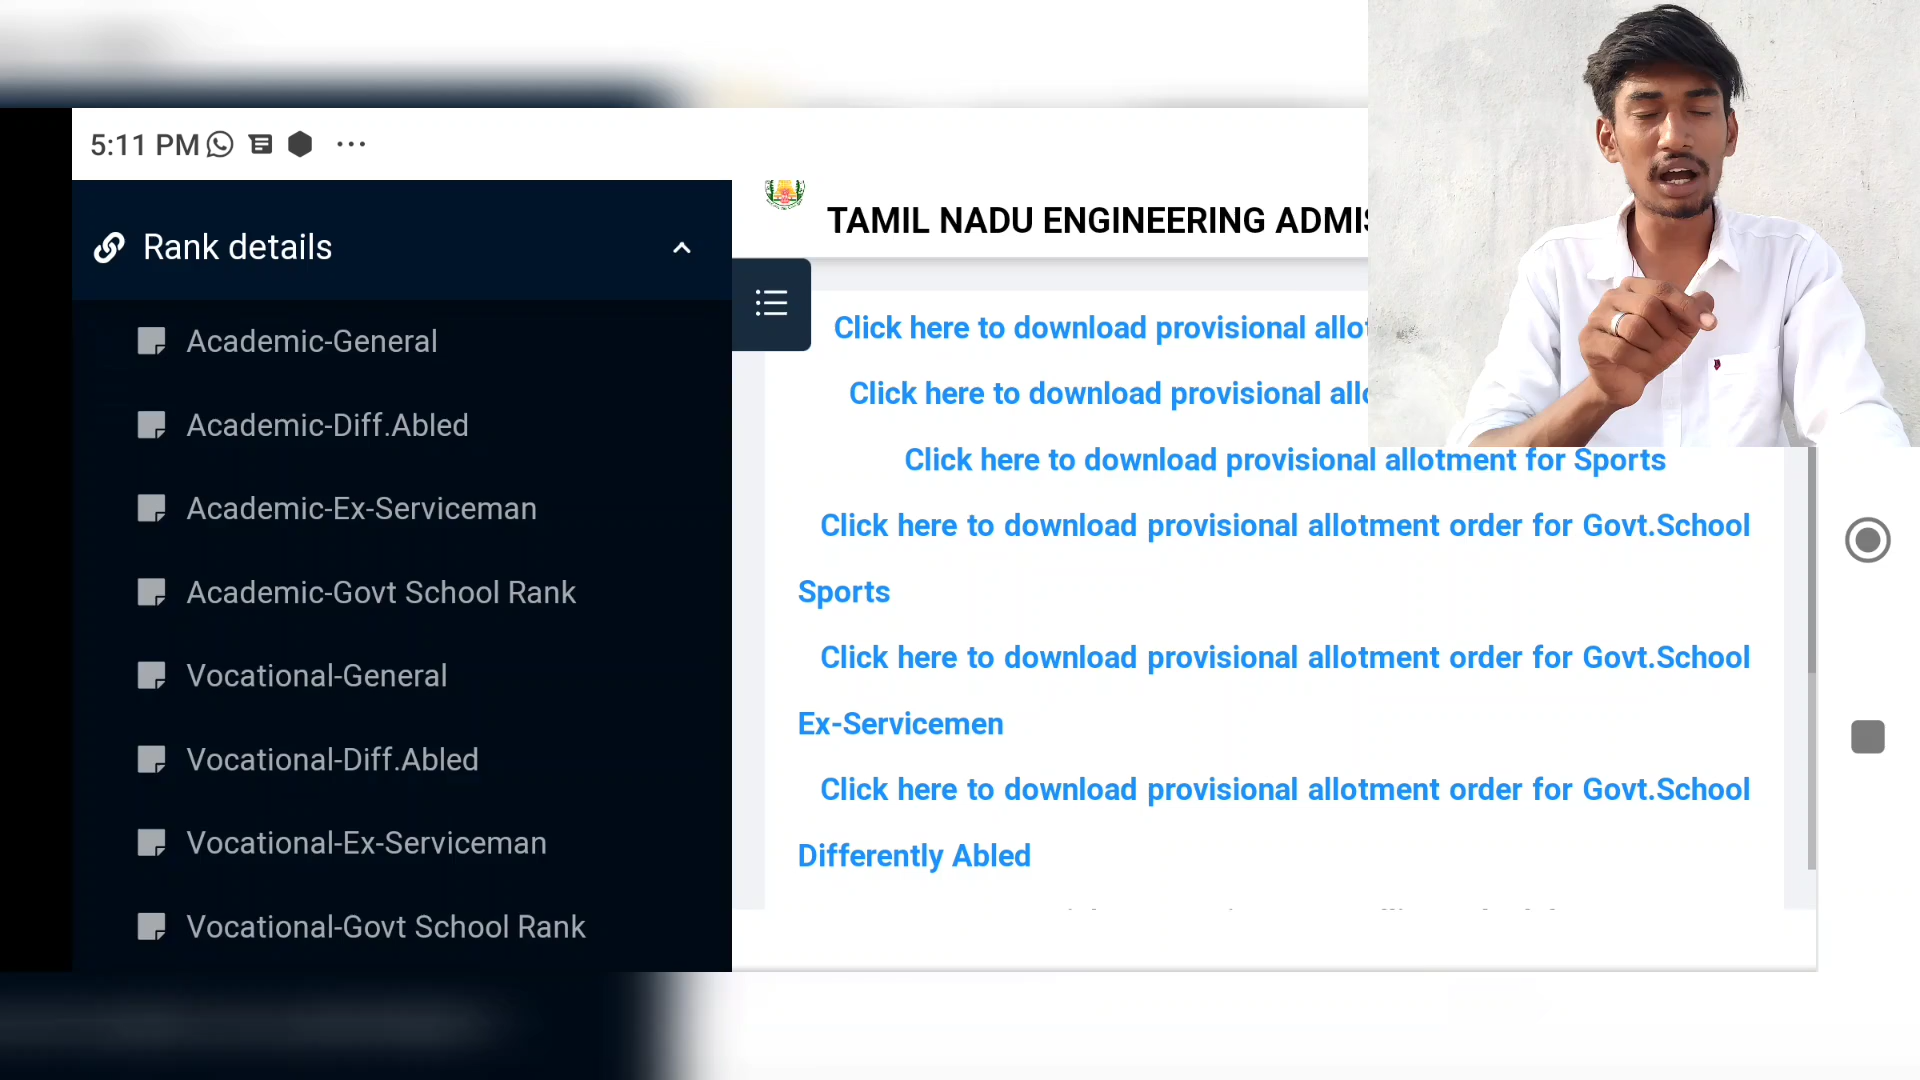 5:11 PM
Rank details
Academic-General
Academic-Diff.Abled
Academic-Ex-Serviceman
Academic-Govt School Rank
Vocational-General
Vocational-Diff.Abled
Vocational-Ex-Serviceman
Vocational-Govt School Rank
TAMIL NADU ENGINEERING
Click here to download provisional
Click here to download provisional
Click here to download provisional allotment for Sports
Click here to download provisional allotment order for Govt.School
Sports
Click here to download provisional allotment order for Govt.School
Ex-Servicemen
Click here to download provisional allotment order for Govt.School
Differently Abled